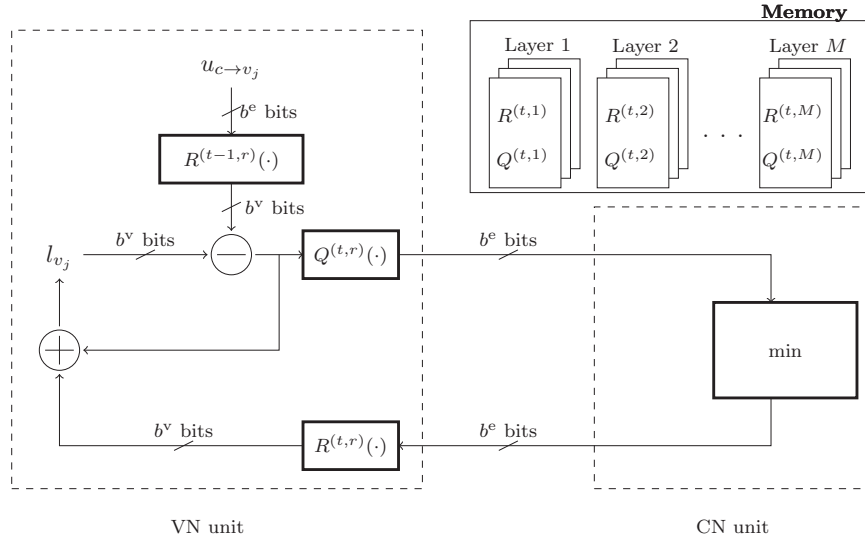 Memory
Layer 1 Layer 2 Layer M
R^(t,1) R^(t,2) R^(t,M)
. . .
Q^(t,1) Q^(t,2) Q^(t,M)
u_{c→v_j}
b^e bits
R^(t−1,r)(·)
b^v bits
l_{v_j}
b^v bits
Q^(t,r)(·)
b^e bits
min
b^v bits
R^(t,r)(·)
b^e bits
VN unit
CN unit